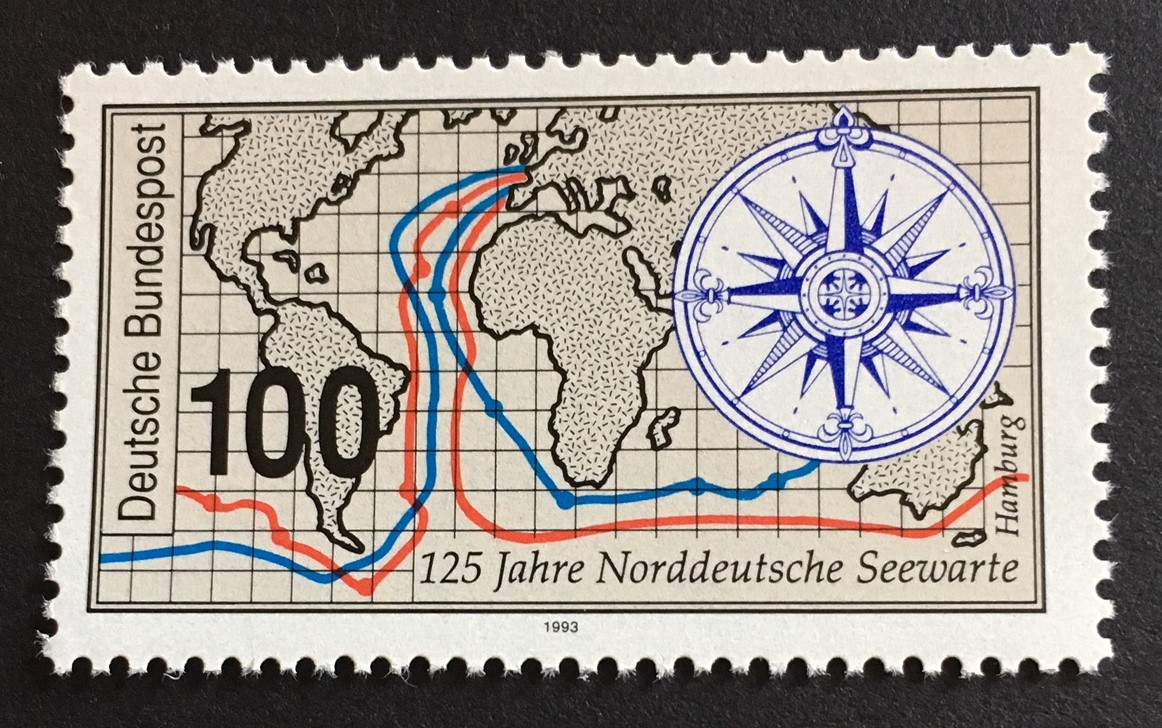 Deutsche Bundespost
100
Hamburg
125 Jahre Norddeutsche Seewarte
1993